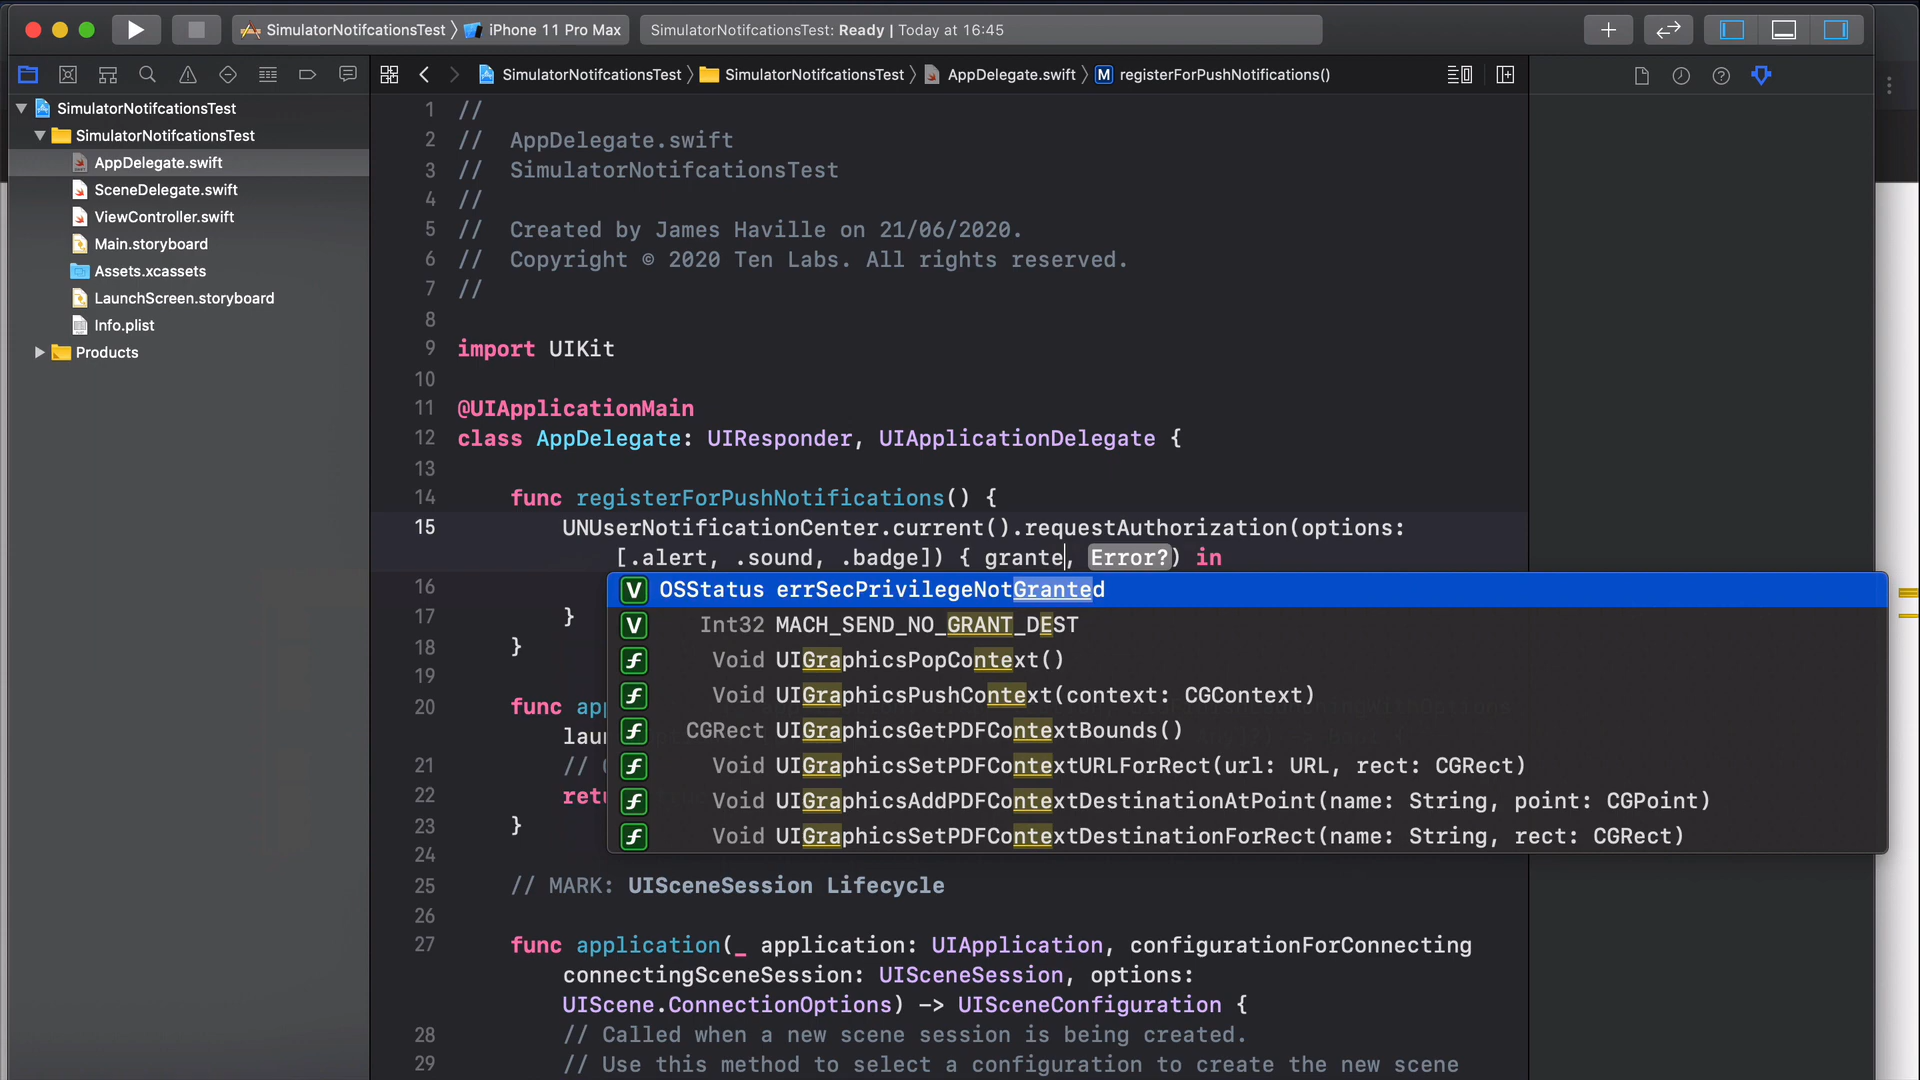 SimulatorNotifcationsTest iPhone 11 Pro Max SimulatorNotifcationsTest: Ready | Today at 16:45
SimulatorNotifcationsTest SimulatorNotifcationsTest AppDelegate.swift M registerForPushNotifications()
SimulatorNotifcationsTest
SimulatorNotifcationsTest
AppDelegate.swift
SceneDelegate.swift
ViewController.swift
Main.storyboard
Assets.xcassets
LaunchScreen.storyboard
Info.plist
Products
1 //
2 // AppDelegate.swift
3 // SimulatorNotifcationsTest
4 //
5 // Created by James Haville on 21/06/2020.
6 // Copyright © 2020 Ten Labs. All rights reserved.
7 //
8
9 import UIKit
10
11 @UIApplicationMain
12 class AppDelegate: UIResponder, UIApplicationDelegate {
13
14 func registerForPushNotifications() {
15 UNUserNotificationCenter.current().requestAuthorization(options:
[.alert, .sound, .badge]) { grante, Error?) in
16
17 }
18 }
19
20 func
21 //
22
23 }
24
V OSStatus errSecPrivilegeNotGranted
V Int32 MACH_SEND_NO_GRANT_DEST
f Void UIGraphicsPopContext()
f Void UIGraphicsPushContext(context: CGContext)
f CGRect UIGraphicsGetPDFContextBounds()
f Void UIGraphicsSetPDFContextURLForRect(url: URL, rect: CGRect)
f Void UIGraphicsAddPDFContextDestinationAtPoint(name: String, point: CGPoint)
f Void UIGraphicsSetPDFContextDestinationForRect(name: String, rect: CGRect)
25 // MARK: UISceneSession Lifecycle
26
27 func application(_ application: UIApplication, configurationForConnecting
connectingSceneSession: UISceneSession, options:
UIScene.ConnectionOptions) -> UISceneConfiguration {
28 // Called when a new scene session is being created.
29 // Use this method to select a configuration to create the new scene